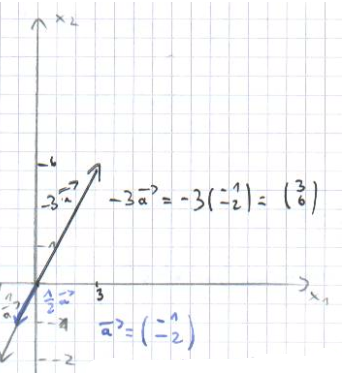 x₂
-6
-3a⃗
-3a⃗ = -3(-1 -2) = (3 6)
1
3
x₁
1/2 a⃗
-1
a⃗ = (-1 -2)
-2